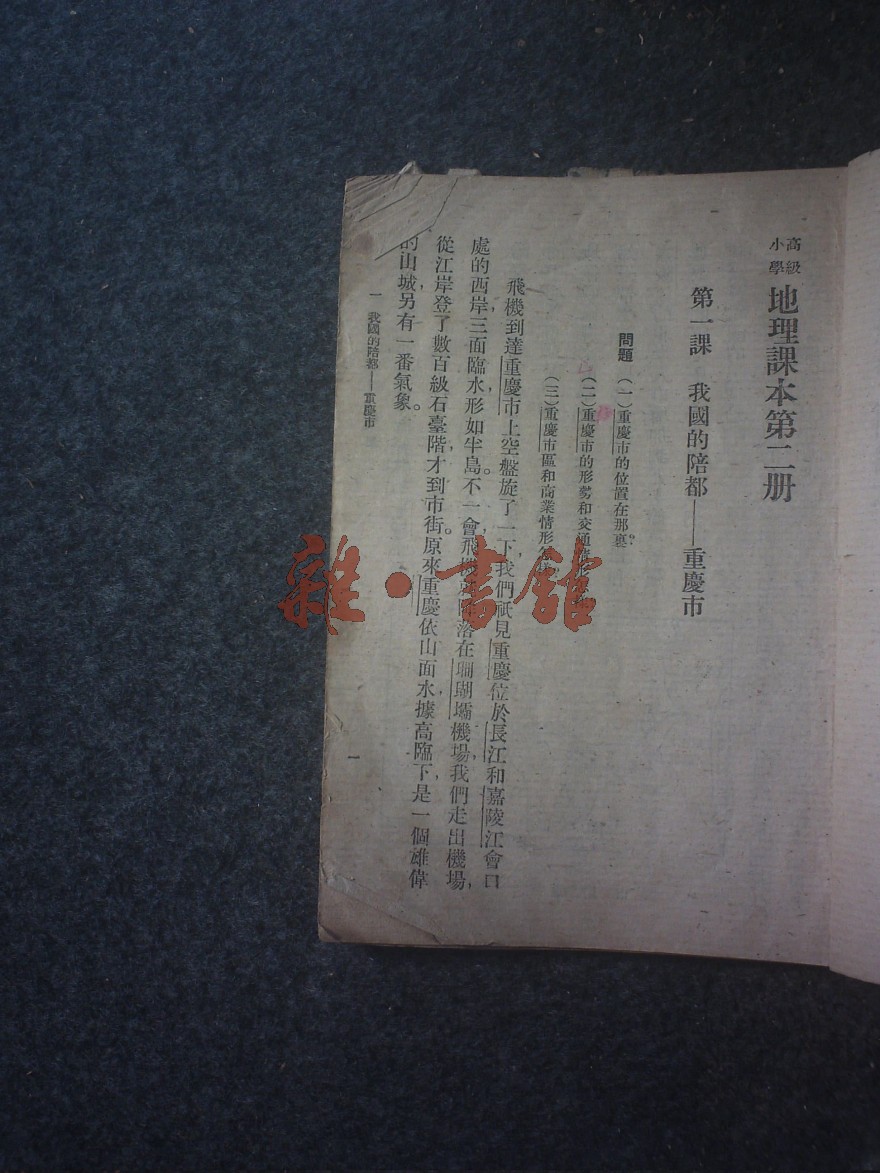 高級小學 地理課本第二册
第一課　我國的陪都——重慶市
問題　(一)重慶市的位置在那裏?
(二)重慶市的形勢和交通
(三)重慶市區和商業情形
飛機到達重慶市上空,盤旋了一下,我們祇見重慶位於長江和嘉陵江會口
處的西岸,三面臨水,形如半島。不一會,飛機 落在珊瑚壩機場,我們走出機場,
從江岸登了數百級石臺階,才到市街。原來重慶依山面水,據高臨下,是一個雄偉
的山城,另有一番氣象。
一　我國的陪都——重慶市
一
雜·書館